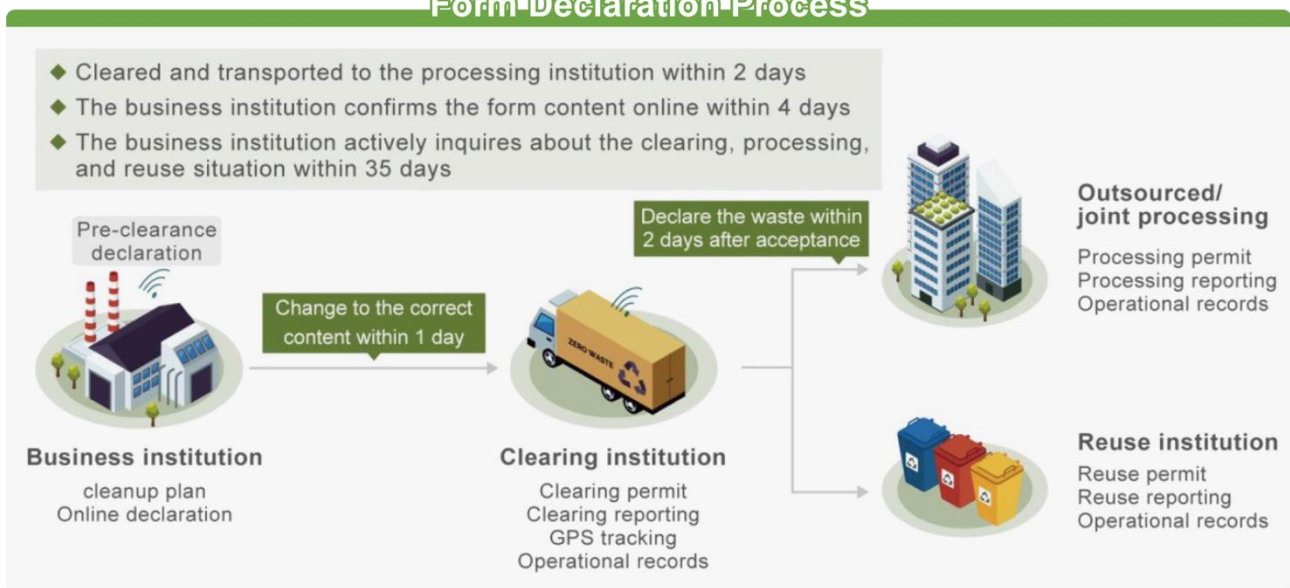 Form Declaration Process
◆ Cleared and transported to the processing institution within 2 days
◆ The business institution confirms the form content online within 4 days
◆ The business institution actively inquires about the clearing, processing,
and reuse situation within 35 days
Pre-clearance
declaration
Change to the correct
content within 1 day
Declare the waste within
2 days after acceptance
ZERO WASTE
Business institution
cleanup plan
Online declaration
Clearing institution
Clearing permit
Clearing reporting
GPS tracking
Operational records
Outsourced/
joint processing
Processing permit
Processing reporting
Operational records
Reuse institution
Reuse permit
Reuse reporting
Operational records